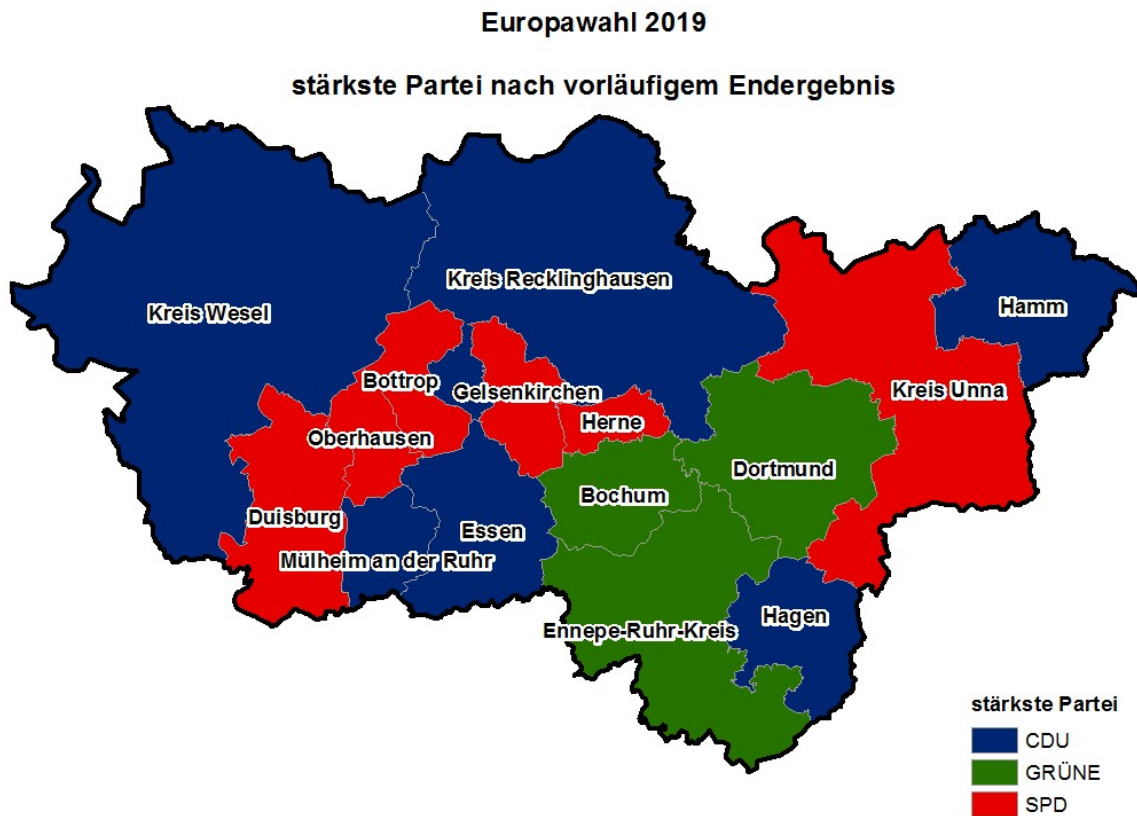 Europawahl 2019
stärkste Partei nach vorläufigem Endergebnis
Kreis Recklinghausen
Kreis Wesel
Hamm
Bottrop
Gelsenkirchen
Kreis Unna
Herne
Oberhausen
Dortmund
Bochum
Duisburg
Essen
Mülheim an der Ruhr
Hagen
Ennepe-Ruhr-Kreis
stärkste Partei
CDU
GRÜNE
SPD